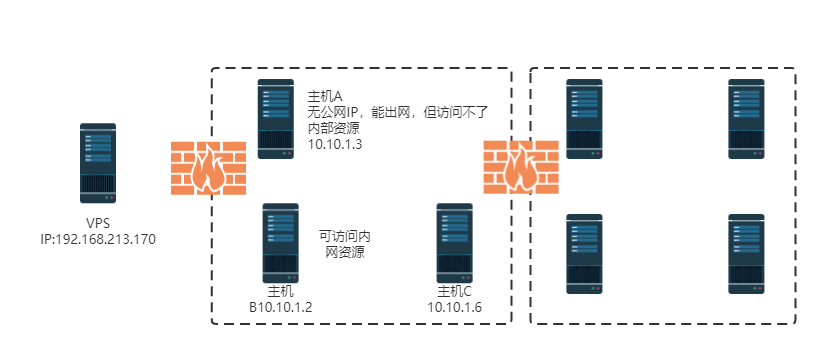 主机A
无公网IP，能出网，但访问不了
内部资源
10.10.1.3
VPS
IP:192.168.213.170
可访问内
网资源
主机
B10.10.1.2
主机C
10.10.1.6